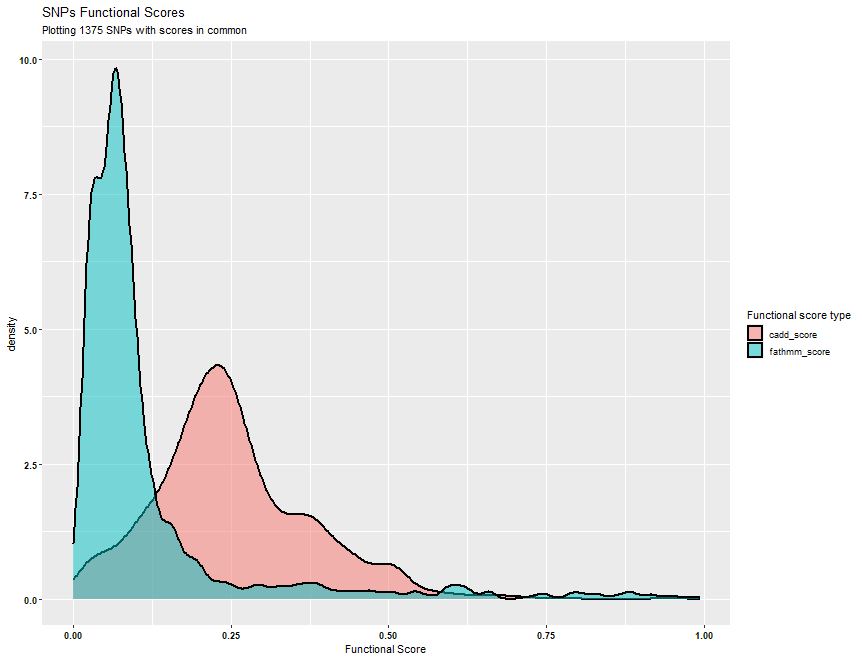 SNPs Functional Scores
Plotting 1375 SNPs with scores in common
10.0
7.5
5.0
2.5
0.0
density
0.00
0.25
0.50
0.75
1.00
Functional Score
Functional score type
cadd_score
fathmm_score